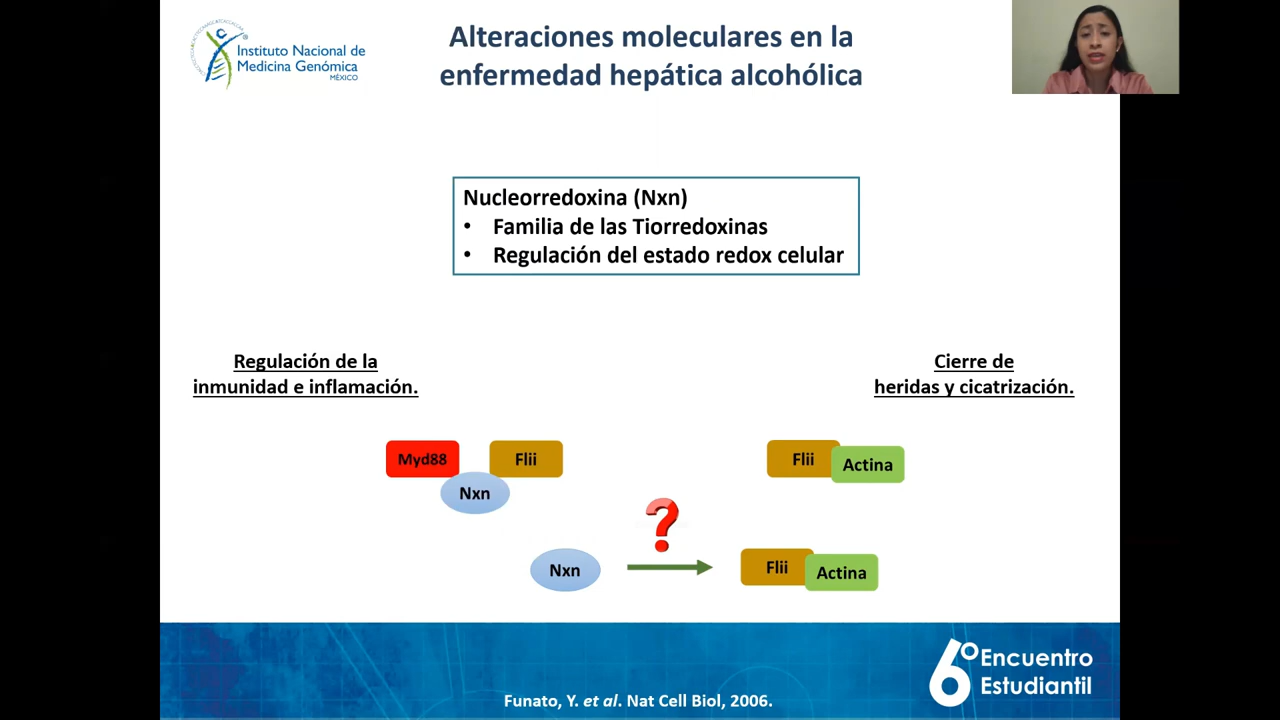 Instituto Nacional de
Medicina Genómica
MÉXICO
Alteraciones moleculares en la
enfermedad hepática alcohólica
Nucleorredoxina (Nxn)
• Familia de las Tiorredoxinas
• Regulación del estado redox celular
Regulación de la
inmunidad e inflamación.
Cierre de
heridas y cicatrización.
Myd88
Flii
Nxn
Flii
Actina
?
Nxn
Flii
Actina
6º Encuentro
Estudiantil
Funato, Y. et al. Nat Cell Biol, 2006.